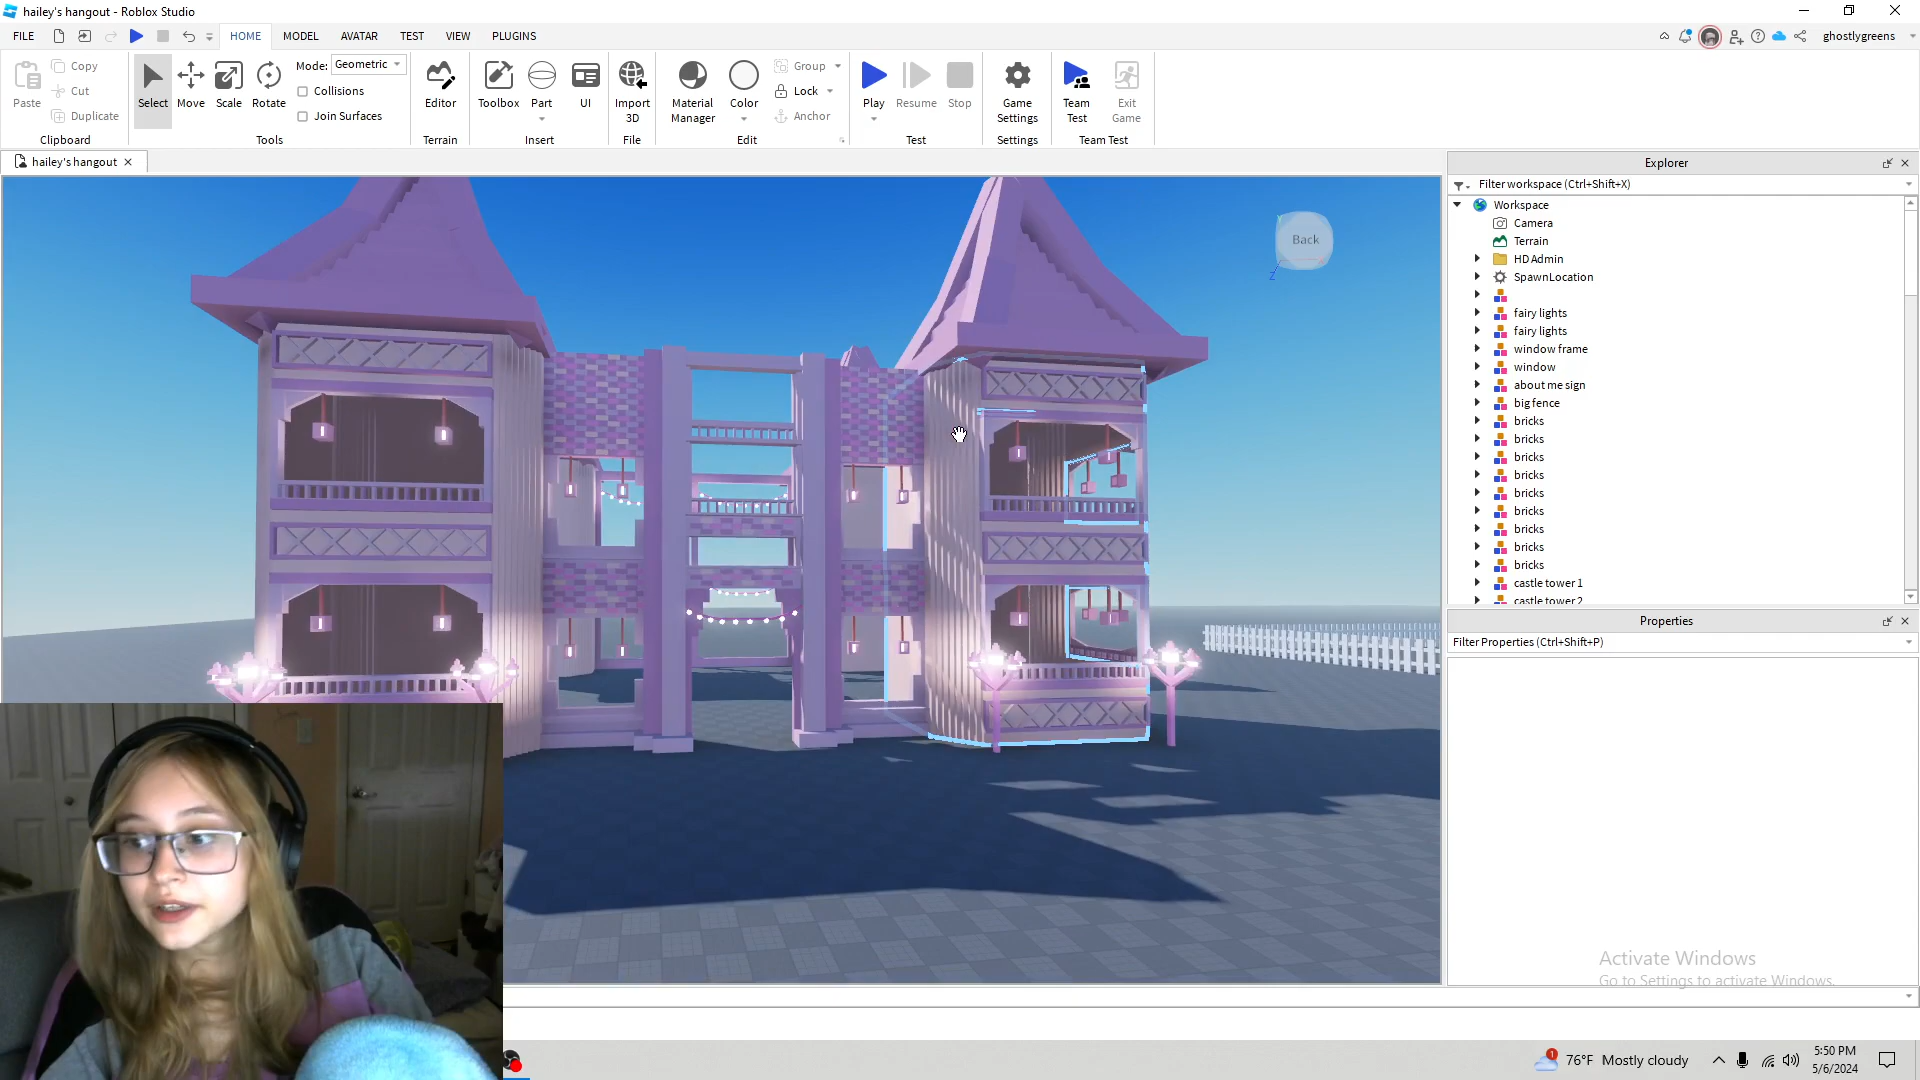 hailey's hangout - Roblox Studio
FILE HOME MODEL AVATAR TEST VIEW PLUGINS ghostlygreens
Paste Copy Cut Duplicate
Clipboard
Select Move Scale Rotate
Mode: Geometric
Collisions
Join Surfaces
Tools
Editor
Terrain
Toolbox Part UI
Insert
Import 3D
File
Material Manager
Color
Group
Lock
Anchor
Edit
Play Resume Stop
Test
Game Settings
Settings
Team Test
Exit Game
Team Test
hailey's hangout
Back
Z
Explorer
Filter workspace (Ctrl+Shift+X)
Workspace
Camera
Terrain
HD Admin
SpawnLocation
fairy lights
fairy lights
window frame
window
about me sign
big fence
bricks
bricks
bricks
bricks
bricks
bricks
bricks
bricks
bricks
castle tower 1
castle tower 2
Properties
Filter Properties (Ctrl+Shift+P)
Activate Windows
Go to Settings to activate Windows.
1
76°F Mostly cloudy
5:50 PM
5/6/2024